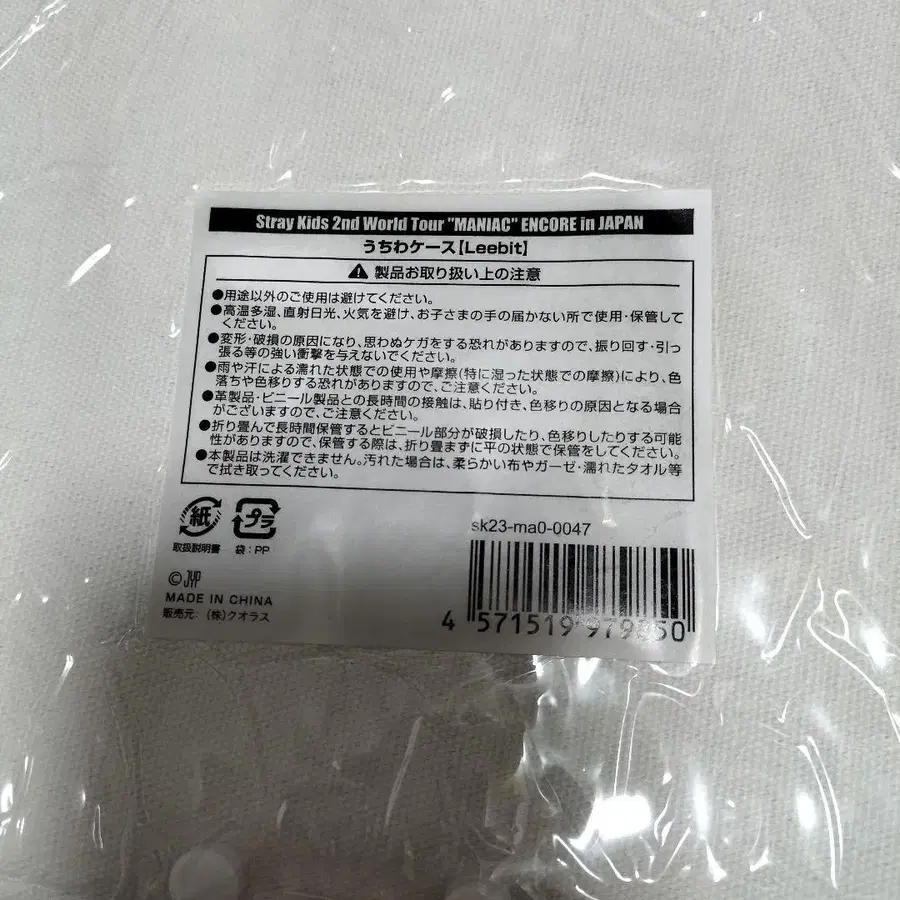 Stray Kids 2nd World Tour "MANIAC" ENCORE in JAPAN
うちわケース【Leebit】
製品お取り扱い上の注意
●用途以外のご使用は避けてください。
●高温多湿、直射日光、火気を避け、お子さまの手の届かない所で使用・保管して
ください。
●変形・破損の原因になり、思わぬケガをする恐れがありますので、振り回す・引っ
張る等の強い衝撃を与えないでください。
●雨や汗による濡れた状態での使用や摩擦(特に湿った状態での摩擦)により、色
落ちや色移りする恐れがありますので、ご注意ください。
●革製品・ビニール製品との長時間の接触は、貼り付き、色移りの原因となる場合
がございますので、ご注意ください。
●折り畳んで長時間保管するとビニール部分が破損したり、色移りしたりする可能
性がありますので、保管する際は、折り畳まずに平の状態で保管をしてください。
●本製品は洗濯できません。汚れた場合は、柔らかい布やガーゼ・濡れたタオル等
で拭き取ってください。
紙 プラ
取扱説明書 袋:PP
sk23-ma0-0047
©JYP
MADE IN CHINA
販売元: (株)クオラス
4 571519